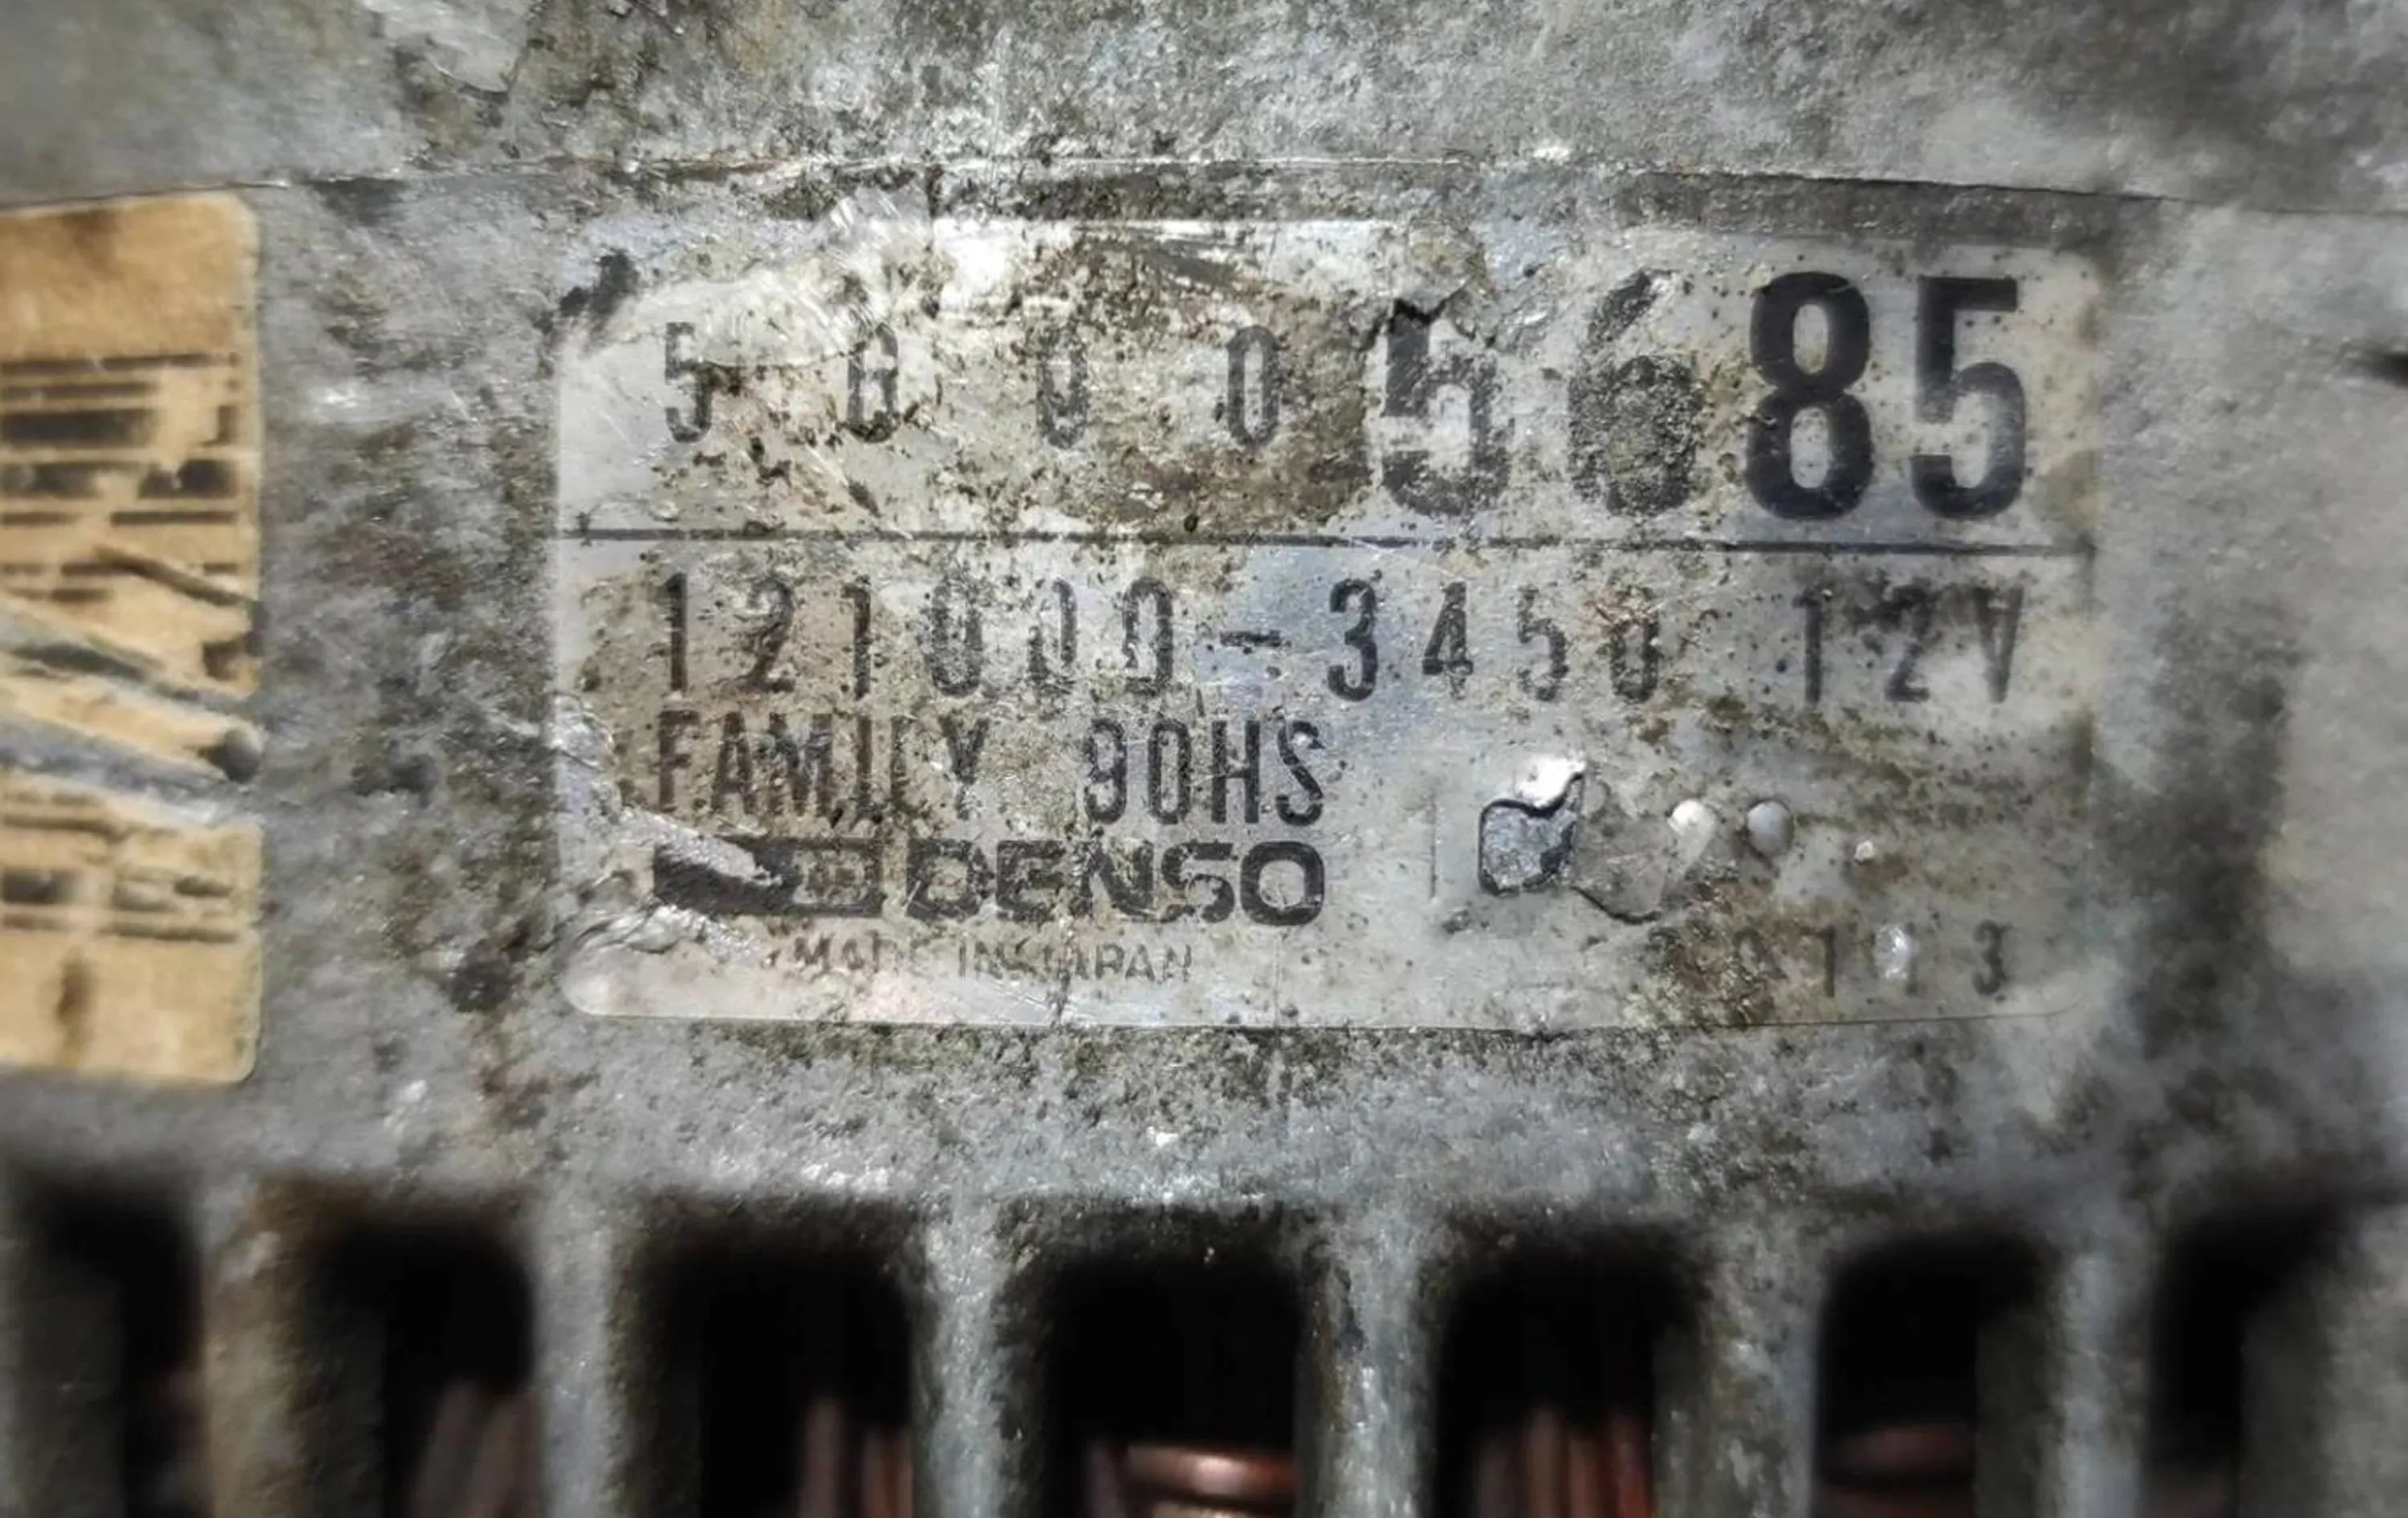 56005685
121000-3450 12V
FAMILY 90HS
DENSO
MADE IN JAPAN